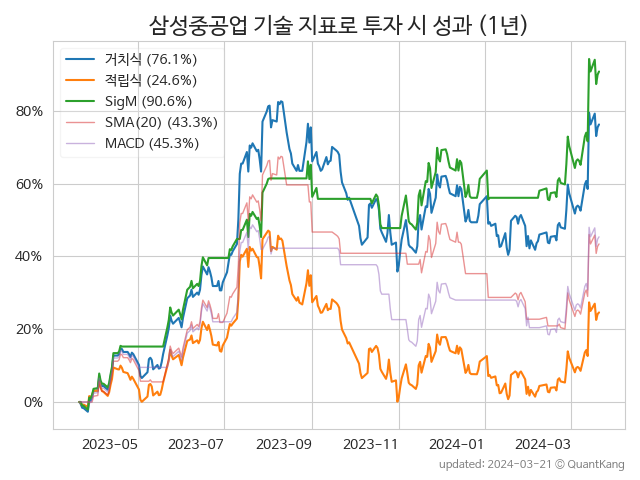 삼성중공업 기술 지표로 투자 시 성과 (1년)
거치식 (76.1%)
적립식 (24.6%)
SigM (90.6%)
SMA(20) (43.3%)
MACD (45.3%)
80%
60%
40%
20%
0%
2023-05 2023-07 2023-09 2023-11 2024-01 2024-03
updated: 2024-03-21 © QuantKang